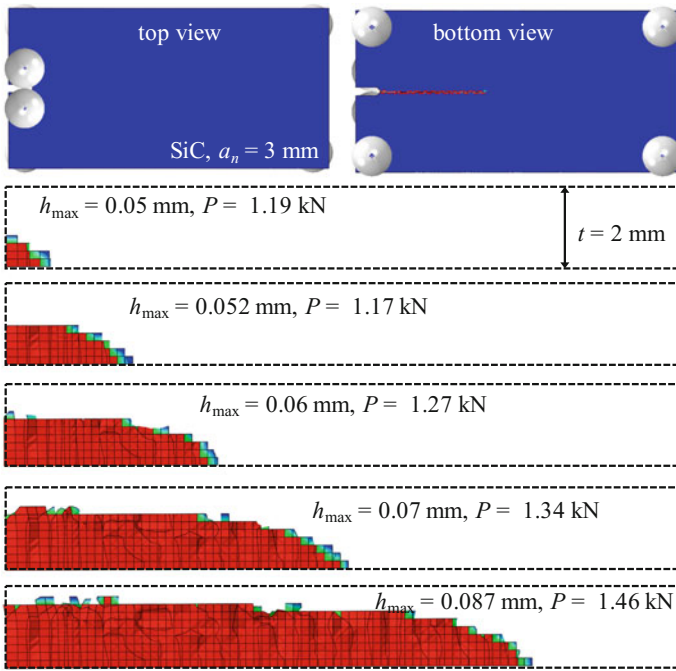 top view
bottom view
SiC, aₙ = 3 mm
h_max = 0.05 mm, P = 1.19 kN
t = 2 mm
h_max = 0.052 mm, P = 1.17 kN
h_max = 0.06 mm, P = 1.27 kN
h_max = 0.07 mm, P = 1.34 kN
h_max = 0.087 mm, P = 1.46 kN